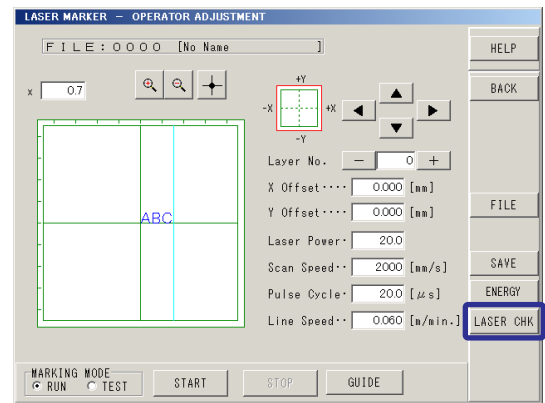 LASER MARKER － OPERATOR ADJUSTMENT
FILE:0000 [No Name ]
HELP
x 0.7
+Y
-X +X
-Y
BACK
Layer No. － 0 ＋
X Offset···· 0.000 [mm]
Y Offset···· 0.000 [mm]
FILE
ABC
Laser Power· 20.0
Scan Speed·· 2000 [mm/s]
SAVE
Pulse Cycle· 20.0 [μs]
ENERGY
Line Speed·· 0.060 [m/min.]
LASER CHK
MARKING MODE
RUN TEST
START
STOP
GUIDE